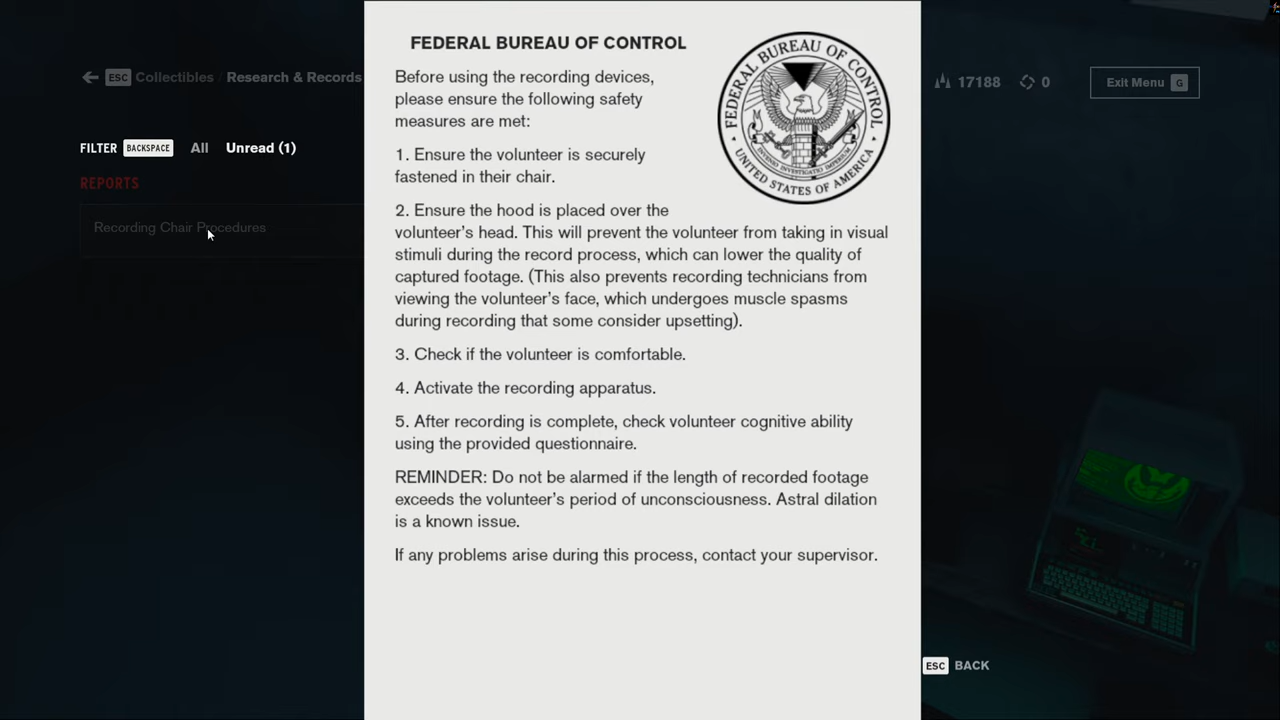 FEDERAL BUREAU OF CONTROL
FEDERAL BUREAU OF CONTROL
UNITED STATES OF AMERICA
ESC Collectibles / Research & Records
17188 0 Exit Menu G
Before using the recording devices,
please ensure the following safety
measures are met:
FILTER BACKSPACE All Unread (1)
1. Ensure the volunteer is securely
fastened in their chair.
REPORTS
Recording Chair Procedures
2. Ensure the hood is placed over the
volunteer's head. This will prevent the volunteer from taking in visual
stimuli during the record process, which can lower the quality of
captured footage. (This also prevents recording technicians from
viewing the volunteer's face, which undergoes muscle spasms
during recording that some consider upsetting).
3. Check if the volunteer is comfortable.
4. Activate the recording apparatus.
5. After recording is complete, check volunteer cognitive ability
using the provided questionnaire.
REMINDER: Do not be alarmed if the length of recorded footage
exceeds the volunteer's period of unconsciousness. Astral dilation
is a known issue.
If any problems arise during this process, contact your supervisor.
ESC BACK